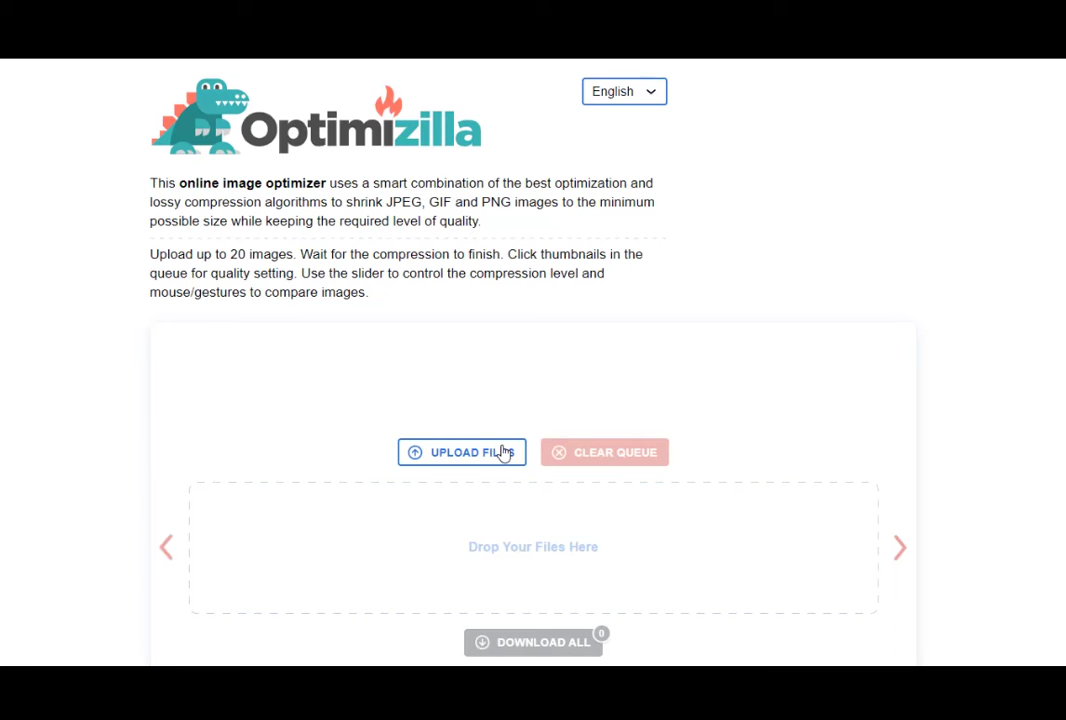 Optimizilla
English
This online image optimizer uses a smart combination of the best optimization and
lossy compression algorithms to shrink JPEG, GIF and PNG images to the minimum
possible size while keeping the required level of quality.
Upload up to 20 images. Wait for the compression to finish. Click thumbnails in the
queue for quality setting. Use the slider to control the compression level and
mouse/gestures to compare images.
UPLOAD FILES
CLEAR QUEUE
Drop Your Files Here
DOWNLOAD ALL
0